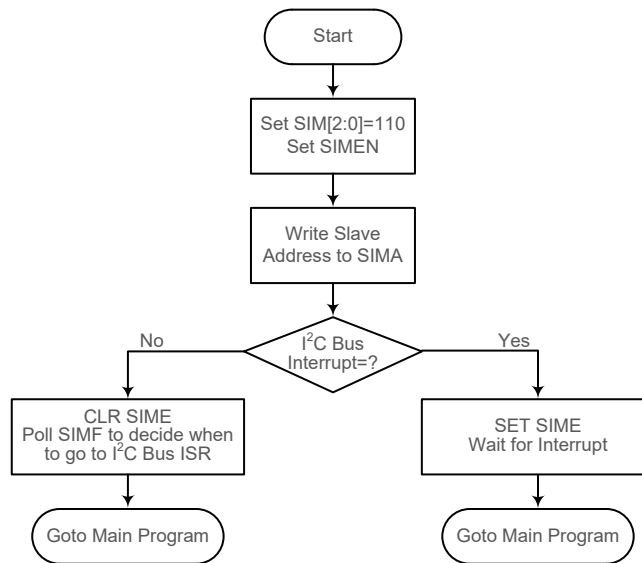 Start
Set SIM[2:0]=110
Set SIMEN
Write Slave
Address to SIMA
No
I²C Bus
Interrupt=?
Yes
CLR SIME
Poll SIMF to decide when
to go to I²C Bus ISR
SET SIME
Wait for Interrupt
Goto Main Program
Goto Main Program